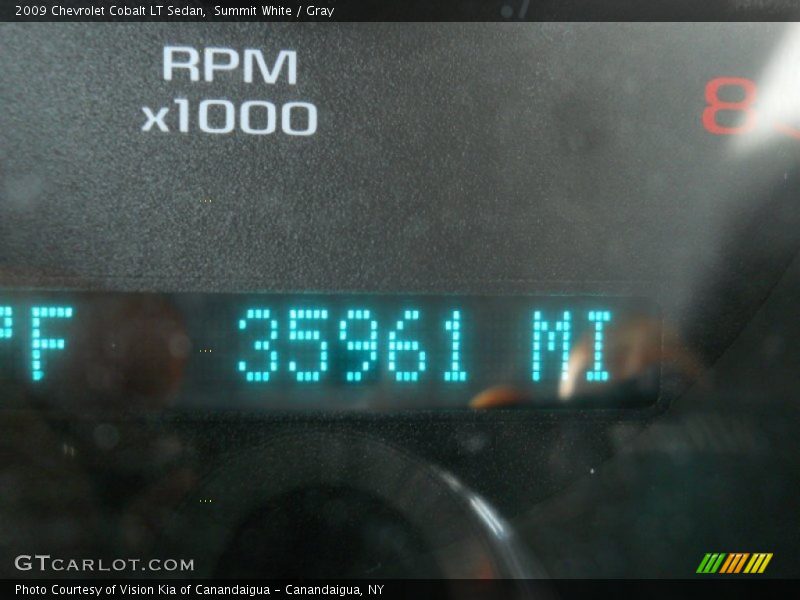 2009 Chevrolet Cobalt LT Sedan,  Summit White / Gray
RPM
x1000
8
°F 35961 MI
GTCARLOT.COM
Photo Courtesy of Vision Kia of Canandaigua - Canandaigua, NY